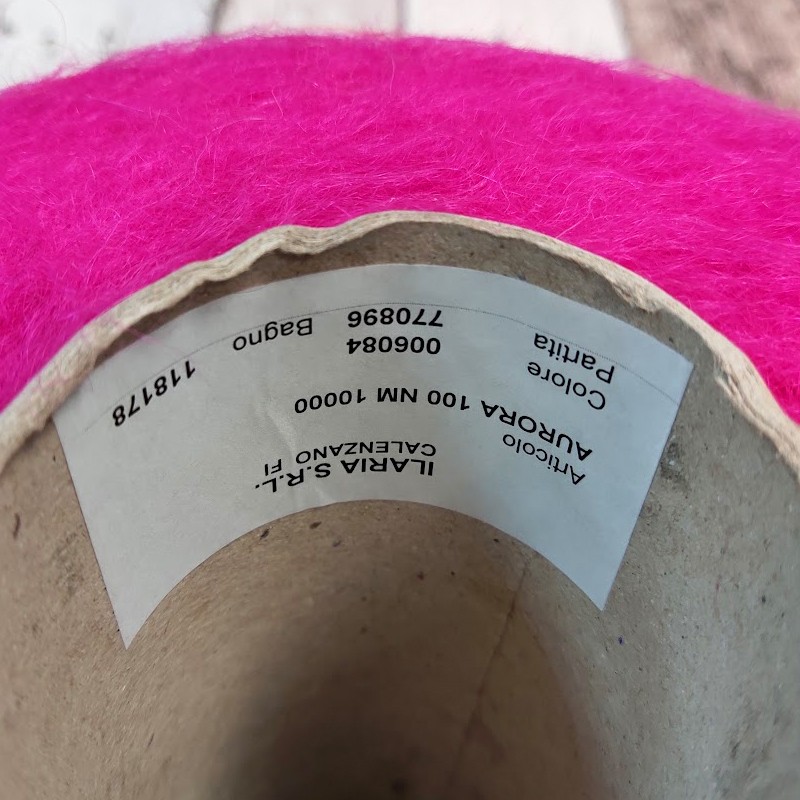 ILARIA S.R.L.
CALENZANO FI
Articolo
AURORA 100 NM 10000
Colore 006084
Partita 770896 Bagno 118178